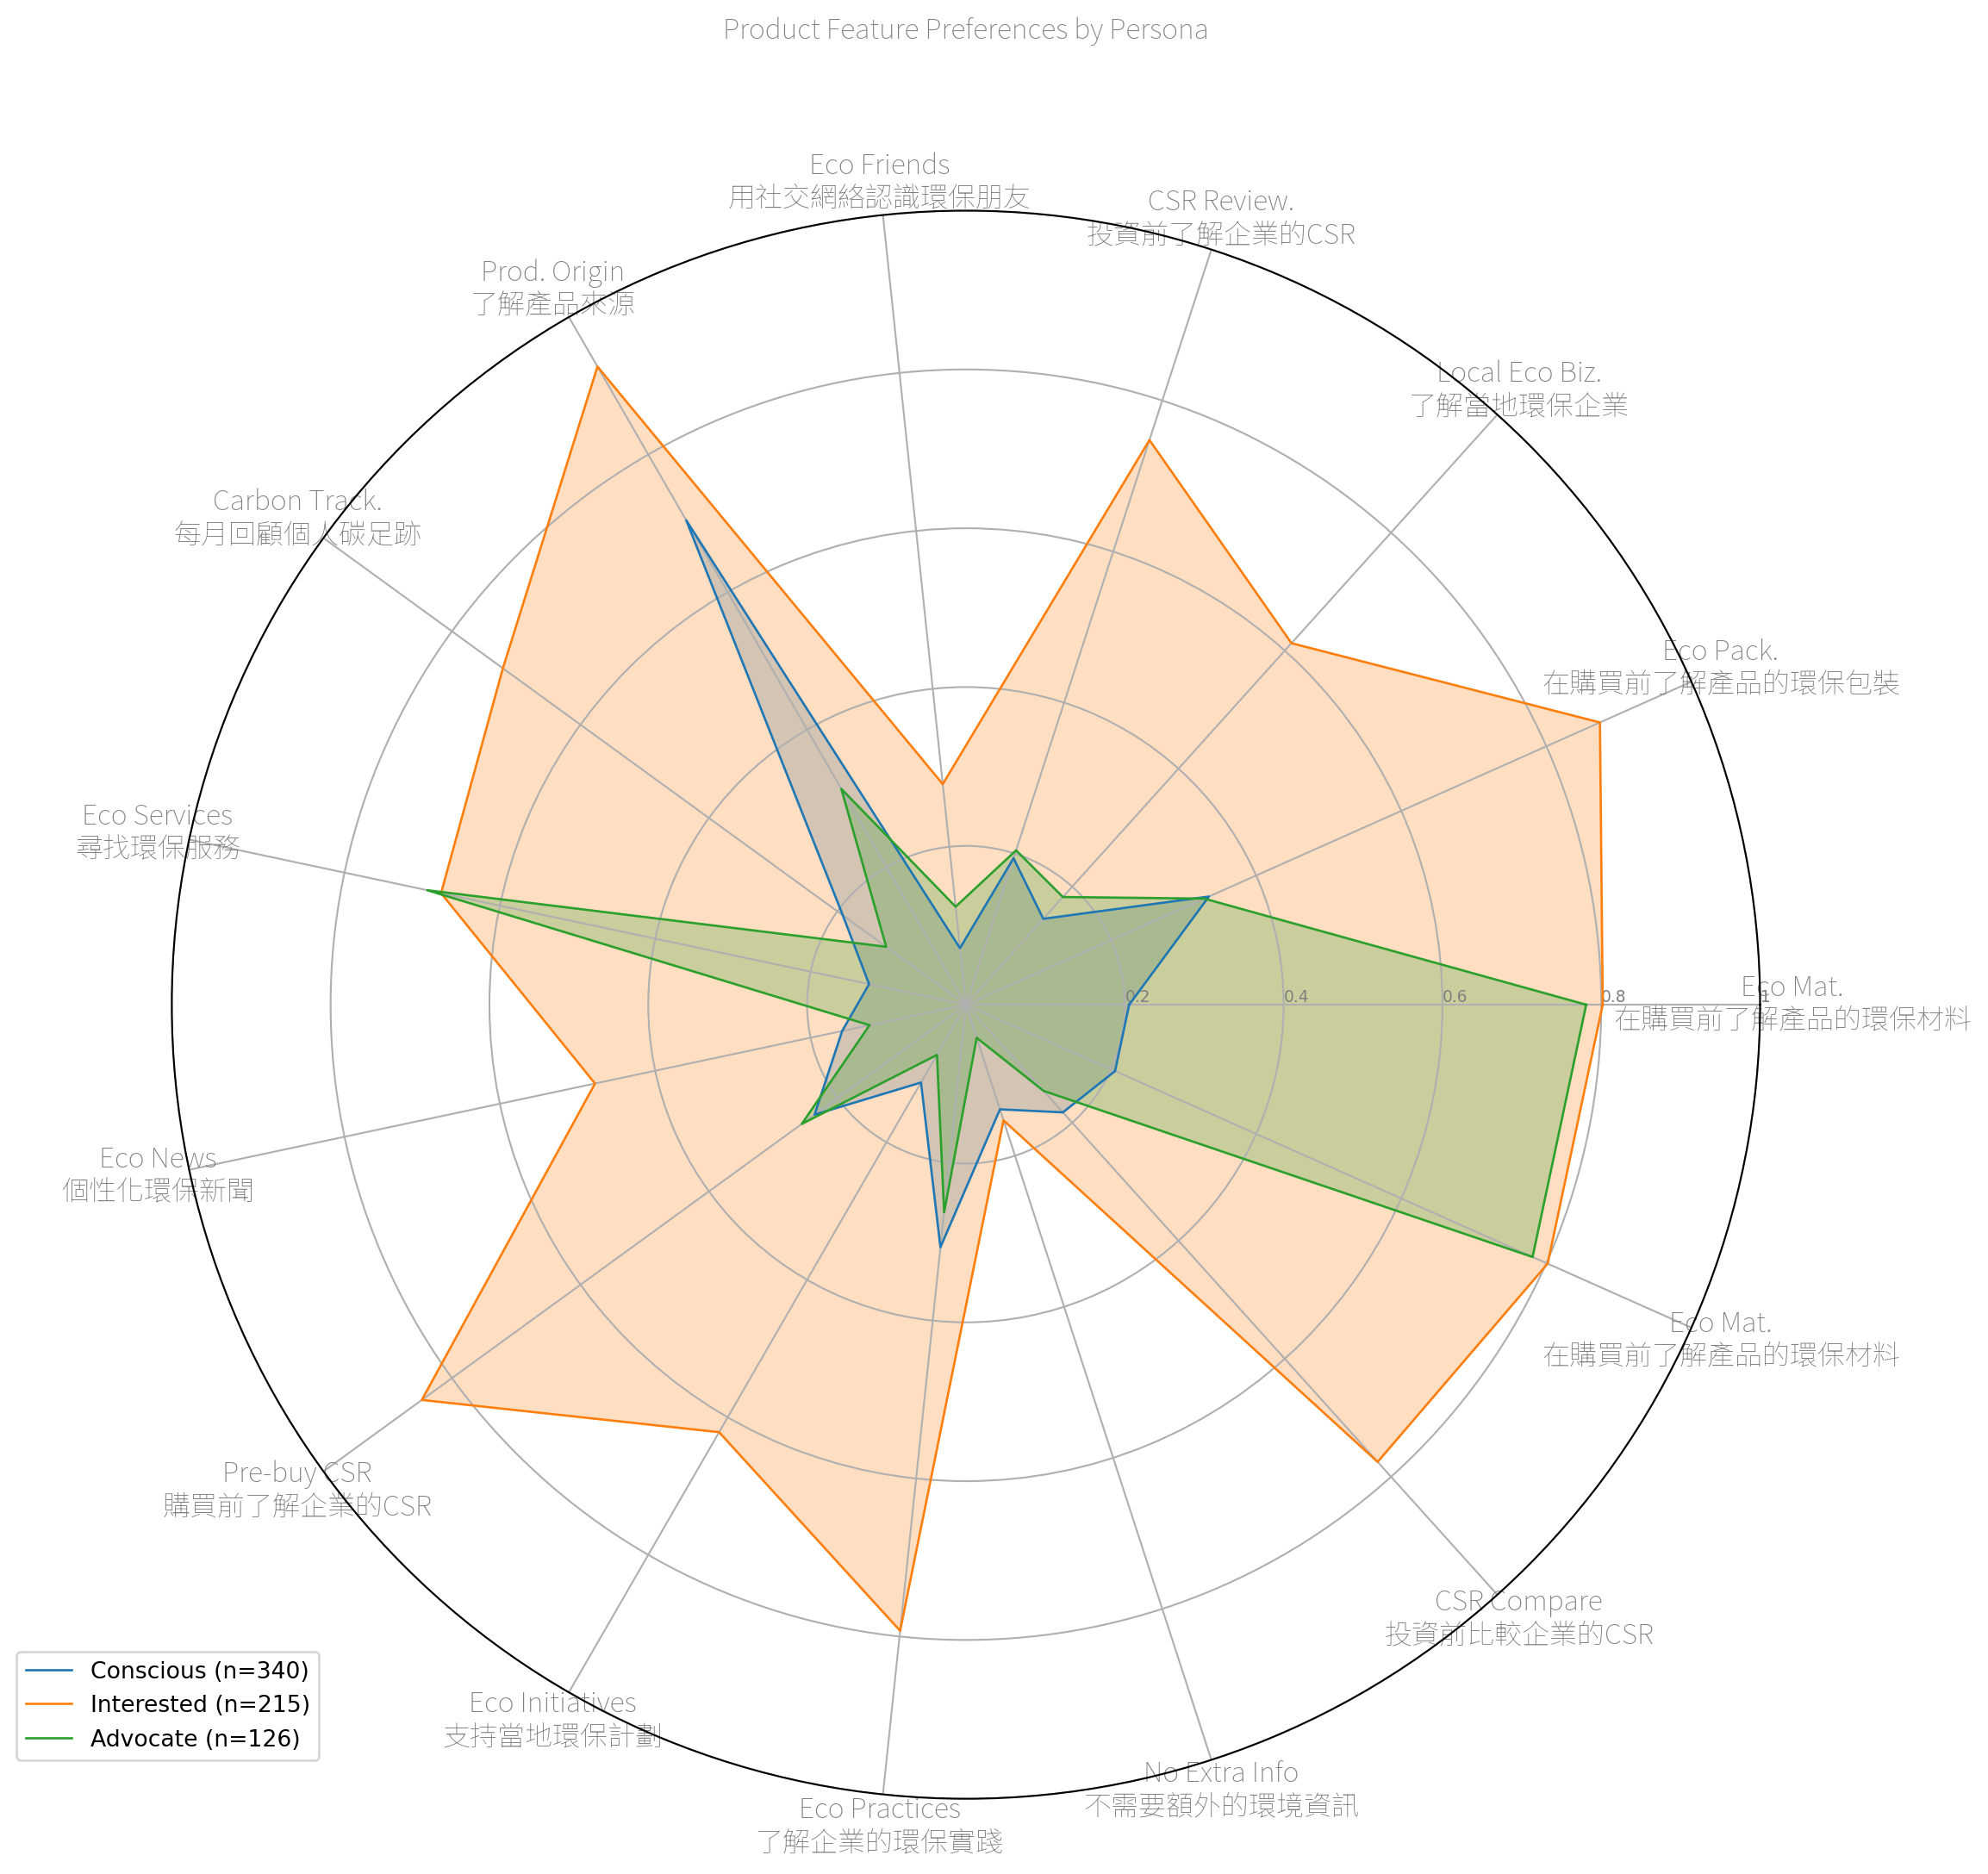 Product Feature Preferences by Persona
Eco Friends
用社交網絡認識環保朋友
CSR Review.
投資前了解企業的CSR
Prod. Origin
了解產品來源
Local Eco Biz.
了解當地環保企業
Carbon Track.
每月回顧個人碳足跡
Eco Pack.
在購買前了解產品的環保包裝
Eco Services
尋找環保服務
Eco Mat.
在購買前了解產品的環保材料
0.2
0.4
0.6
0.8
1
Eco News
個性化環保新聞
Eco Mat.
在購買前了解產品的環保材料
Pre-buy CSR
購買前了解企業的CSR
CSR Compare
投資前比較企業的CSR
Eco Initiatives
支持當地環保計劃
No Extra Info
不需要額外的環境資訊
Eco Practices
了解企業的環保實踐
Conscious (n=340)
Interested (n=215)
Advocate (n=126)